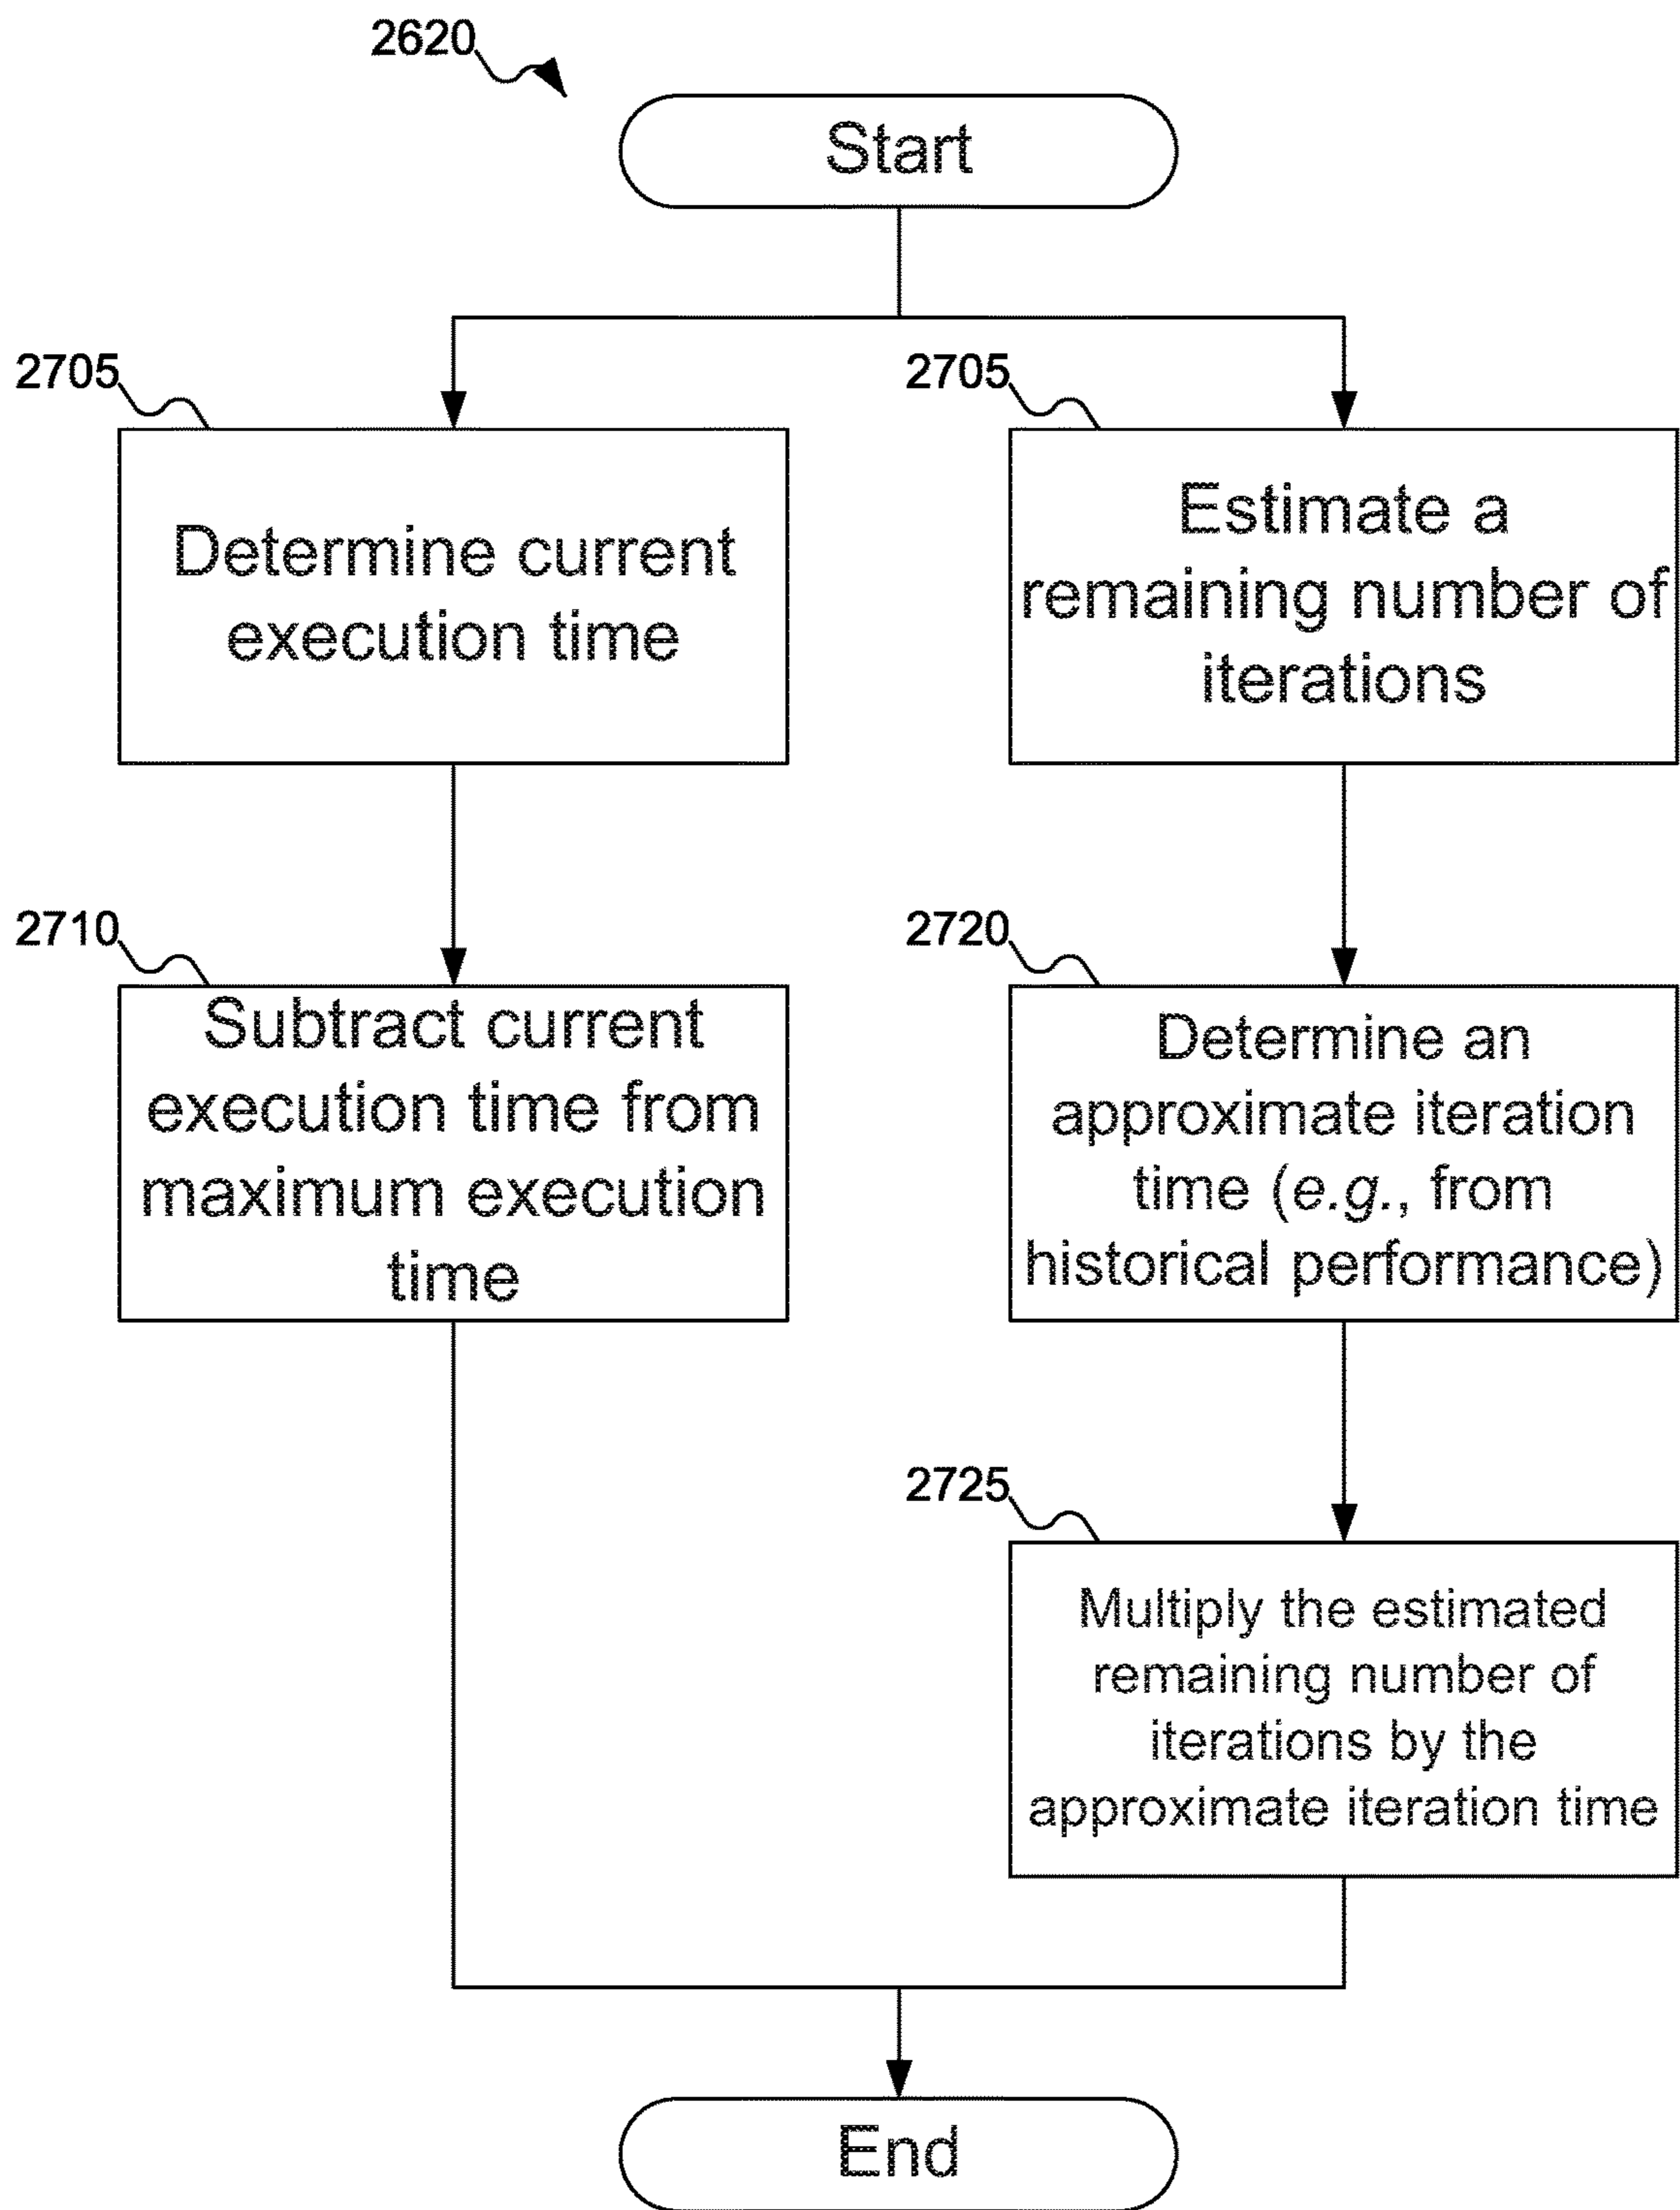 2620
Start
2705
Determine current
execution time
2705
Estimate a
remaining number of
iterations
2710
Subtract current
execution time from
maximum execution
time
2720
Determine an
approximate iteration
time (e.g., from
historical performance)
2725
Multiply the estimated
remaining number of
iterations by the
approximate iteration time
End